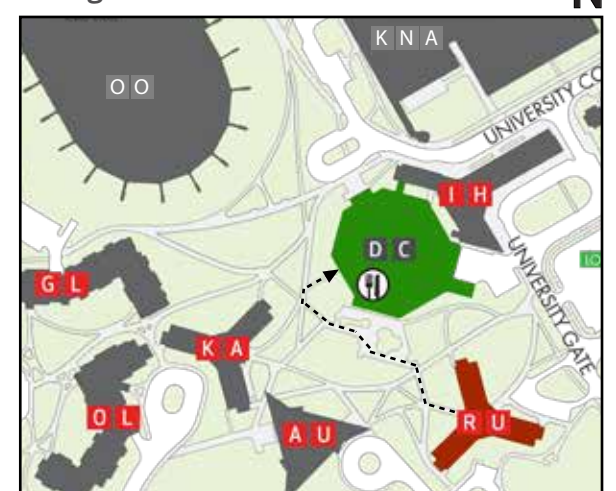 N
K N A
O O
UNIVERSITY CO
I H
D C
G L
UNIVERSITY GATE
K A
O L
A U
R U